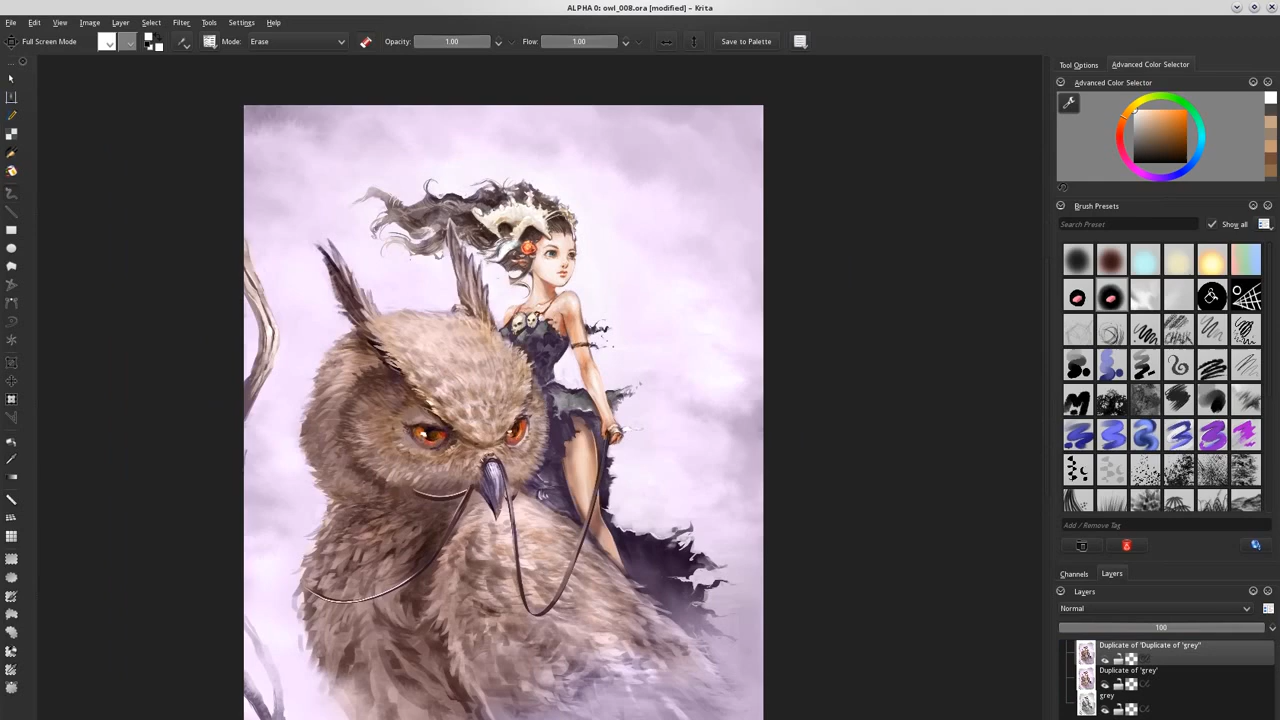 ALPHA 0: owl_008.ora [modified] – Krita
File Edit View Image Layer Select Filter Tools Settings Help
Full Screen Mode Mode: Erase Opacity: 1.00 Flow: 1.00 Save to Palette
Tool Options Advanced Color Selector
Advanced Color Selector
Brush Presets
Search Preset Show all
CHALK
Add / Remove Tag
Channels Layers
Layers
Normal
100
Duplicate of 'Duplicate of 'grey''
Duplicate of 'grey'
grey